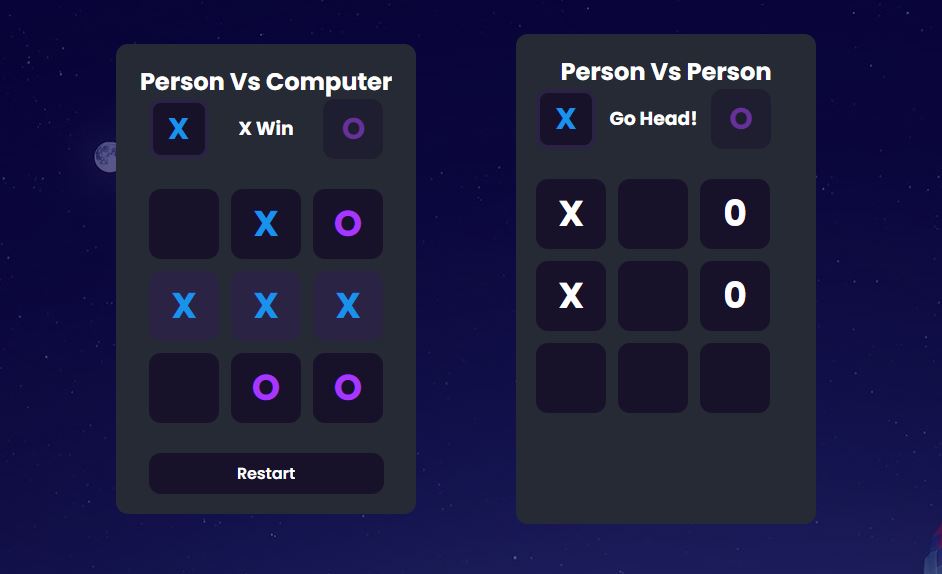 Person Vs Computer
X X Win O
X O
X X X
O O
Restart
Person Vs Person
X Go Head! O
X 0
X 0